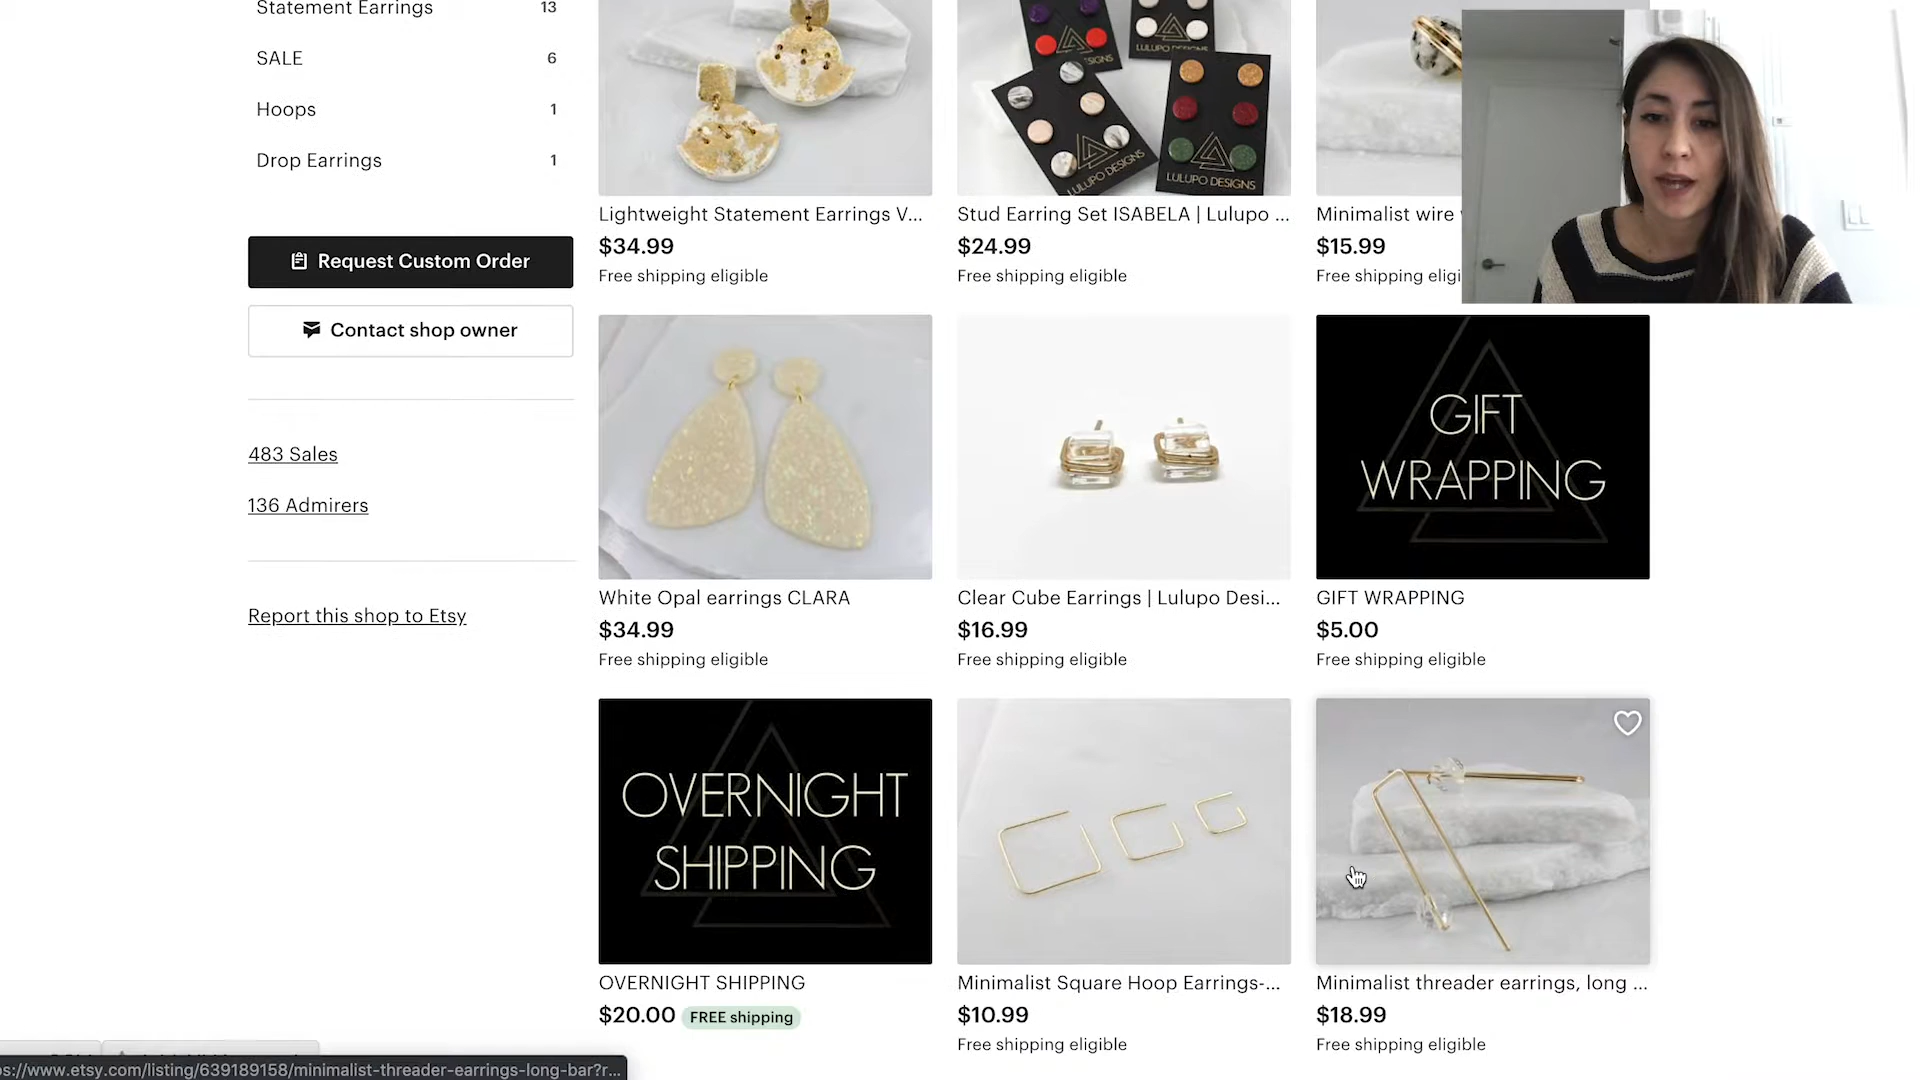 Statement Earrings 13
SALE 6
Hoops 1
Drop Earrings 1
Request Custom Order
Contact shop owner
483 Sales
136 Admirers
Report this shop to Etsy
LULUPO DESIGNS
LULUPO DESIGNS
LULUPO DESIGNS
Lightweight Statement Earrings V...
$34.99
Free shipping eligible
Stud Earring Set ISABELA | Lulupo ...
$24.99
Free shipping eligible
Minimalist wire
$15.99
Free shipping eligi
White Opal earrings CLARA
$34.99
Free shipping eligible
Clear Cube Earrings | Lulupo Desi...
$16.99
Free shipping eligible
GIFT
WRAPPING
GIFT WRAPPING
$5.00
Free shipping eligible
OVERNIGHT
SHIPPING
OVERNIGHT SHIPPING
$20.00 FREE shipping
Minimalist Square Hoop Earrings-...
$10.99
Free shipping eligible
Minimalist threader earrings, long ...
$18.99
Free shipping eligible
os://www.etsy.com/listing/639189158/minimalist-threader-earrings-long-bar?r...